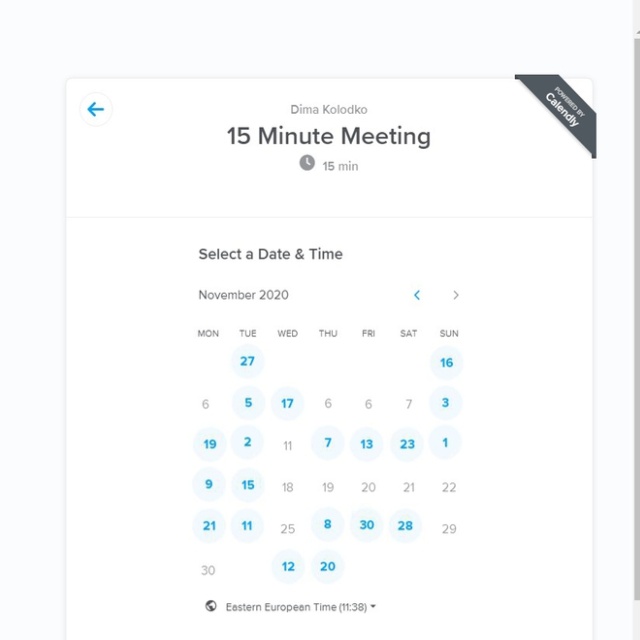 Dima Kolodko
POWERED BY
Calendly
15 Minute Meeting
15 min
Select a Date & Time
November 2020
MON TUE WED THU FRI SAT SUN
27 16
6 5 17 6 6 7 3
19 2 11 7 13 23 1
9 15 18 19 20 21 22
21 11 25 8 30 28 29
30 12 20
Eastern European Time (11:38)